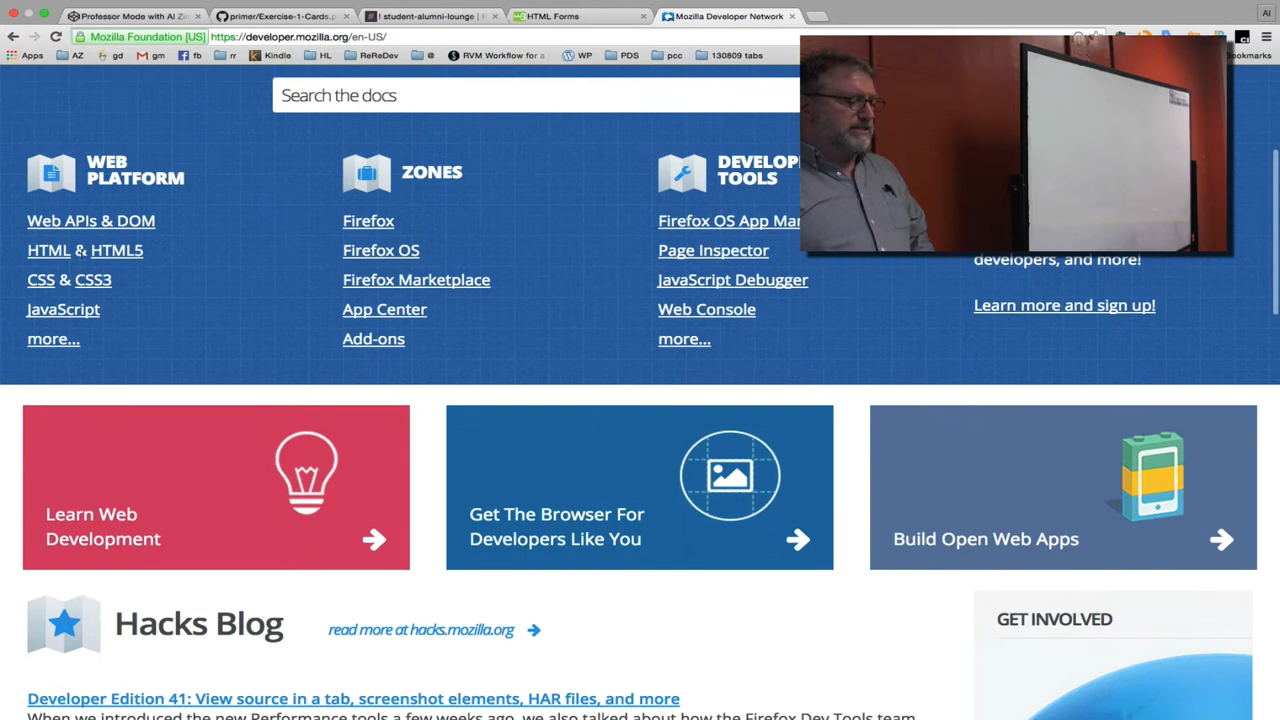 Professor Mode with AI Zim
primer/Exercise-1-Cards.p
! student-alumni-lounge |
HTML Forms
Mozilla Developer Network
AI
Mozilla Foundation [US]
https://developer.mozilla.org/en-US/
Apps
AZ
gd
gm
fb
rr
Kindle
HL
ReReDev
@
RVM Workflow for a
WP
PDS
pcc
130809 tabs
Bookmarks
Search the docs
WEB
PLATFORM
Web APIs & DOM
HTML & HTML5
CSS & CSS3
JavaScript
more...
ZONES
Firefox
Firefox OS
Firefox Marketplace
App Center
Add-ons
DEVELOP
TOOLS
Firefox OS App Man
Page Inspector
JavaScript Debugger
Web Console
more...
developers, and more!
Learn more and sign up!
Learn Web
Development
Get The Browser For
Developers Like You
Build Open Web Apps
Hacks Blog
read more at hacks.mozilla.org
GET INVOLVED
Developer Edition 41: View source in a tab, screenshot elements, HAR files, and more
When we introduced the new Performance tools a few weeks ago, we also talked about how the Firefox Dev Tools team